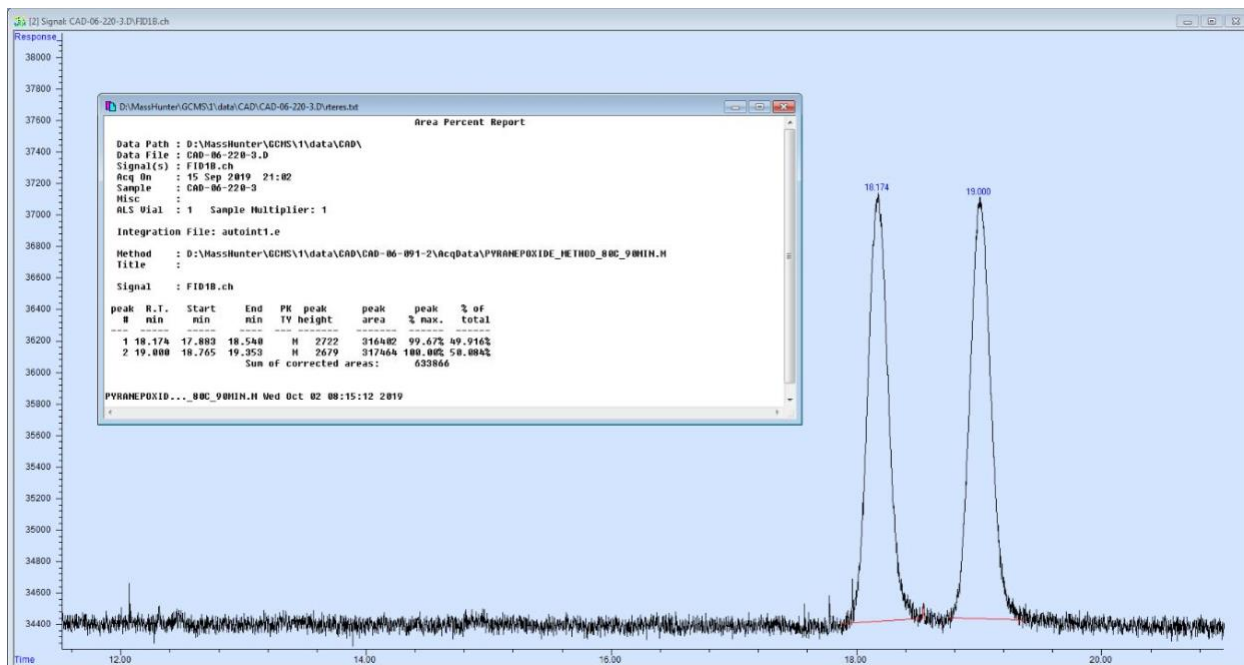 [2] Signal: CAD-06-220-3.D\FID1B.ch
Response_
38000
37800
37600
37400
37200
37000
36800
36600
36400
36200
36000
35800
35600
35400
35200
35000
34800
34600
34400
D:\MassHunter\GCMS\1\data\CAD\CAD-06-220-3.D\rteres.txt
Area Percent Report
Data Path : D:\MassHunter\GCMS\1\data\CAD\
Data File : CAD-06-220-3.D
Signal(s) : FID1B.ch
Acq On : 15 Sep 2019 21:02
Sample : CAD-06-220-3
Misc :
ALS Vial : 1 Sample Multiplier: 1
Integration File: autoint1.e
Method : D:\MassHunter\GCMS\1\data\CAD\CAD-06-091-2\AcqData\PYRANEPOXIDE_METHOD_80C_90MIN.M
Title :
Signal : FID1B.ch
peak R.T. Start End PK peak peak peak % of
# min min min TY height area % max. total
--- ----- ----- ---- --- ------- ------- ------ -------
1 18.174 17.883 18.540 M 2722 316402 99.67% 49.916%
2 19.000 18.765 19.353 M 2679 317464 100.00% 50.084%
Sum of corrected areas: 633866
PYRANEPOXID..._80C_90MIN.M Wed Oct 02 08:15:12 2019
18.174
19.000
Time
12.00
14.00
16.00
18.00
20.00